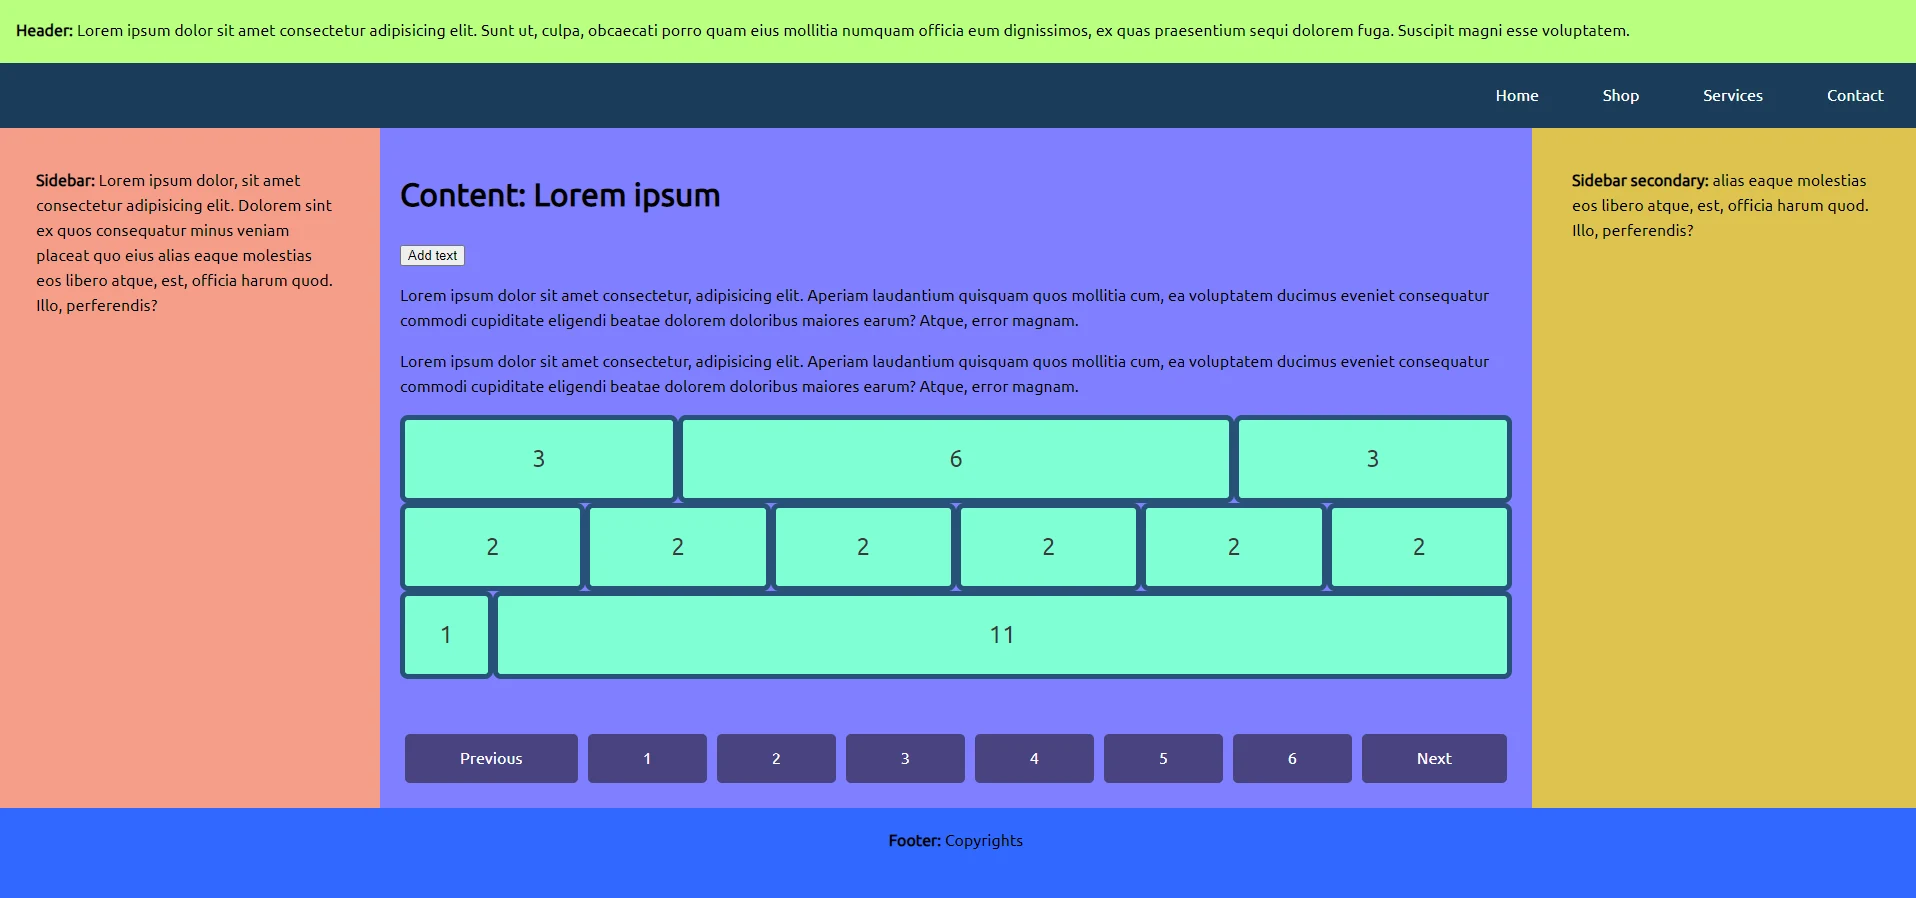 Header: Lorem ipsum dolor sit amet consectetur adipisicing elit. Sunt ut, culpa, obcaecati porro quam eius mollitia numquam officia eum dignissimos, ex quas praesentium sequi dolorem fuga. Suscipit magni esse voluptatem.
Home Shop Services Contact
Sidebar: Lorem ipsum dolor, sit amet
consectetur adipisicing elit. Dolorem sint
ex quos consequatur minus veniam
placeat quo eius alias eaque molestias
eos libero atque, est, officia harum quod.
Illo, perferendis?
Content: Lorem ipsum
Add text
Lorem ipsum dolor sit amet consectetur, adipisicing elit. Aperiam laudantium quisquam quos mollitia cum, ea voluptatem ducimus eveniet consequatur
commodi cupiditate eligendi beatae dolorem doloribus maiores earum? Atque, error magnam.
Lorem ipsum dolor sit amet consectetur, adipisicing elit. Aperiam laudantium quisquam quos mollitia cum, ea voluptatem ducimus eveniet consequatur
commodi cupiditate eligendi beatae dolorem doloribus maiores earum? Atque, error magnam.
3 6 3
2 2 2 2 2 2
1 11
Previous 1 2 3 4 5 6 Next
Sidebar secondary: alias eaque molestias
eos libero atque, est, officia harum quod.
Illo, perferendis?
Footer: Copyrights